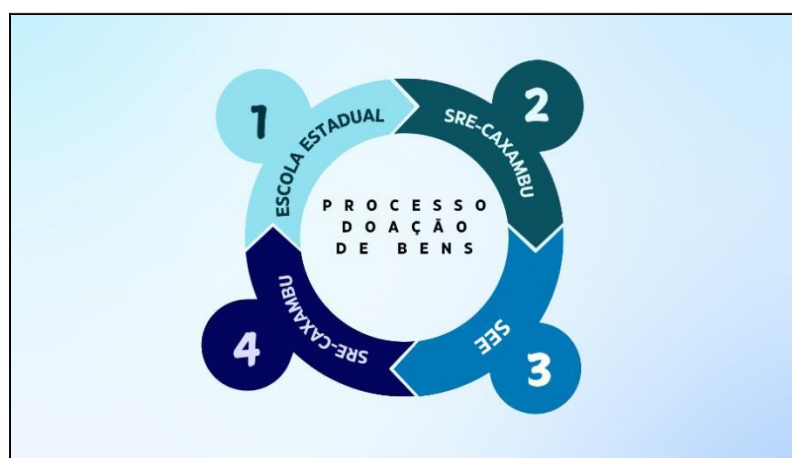 1
ESCOLA ESTADUAL
2
SRE-CAXAMBU
PROCESSO
DOAÇÃO
DE BENS
3
SEE
4
SRE-CAXAMBU